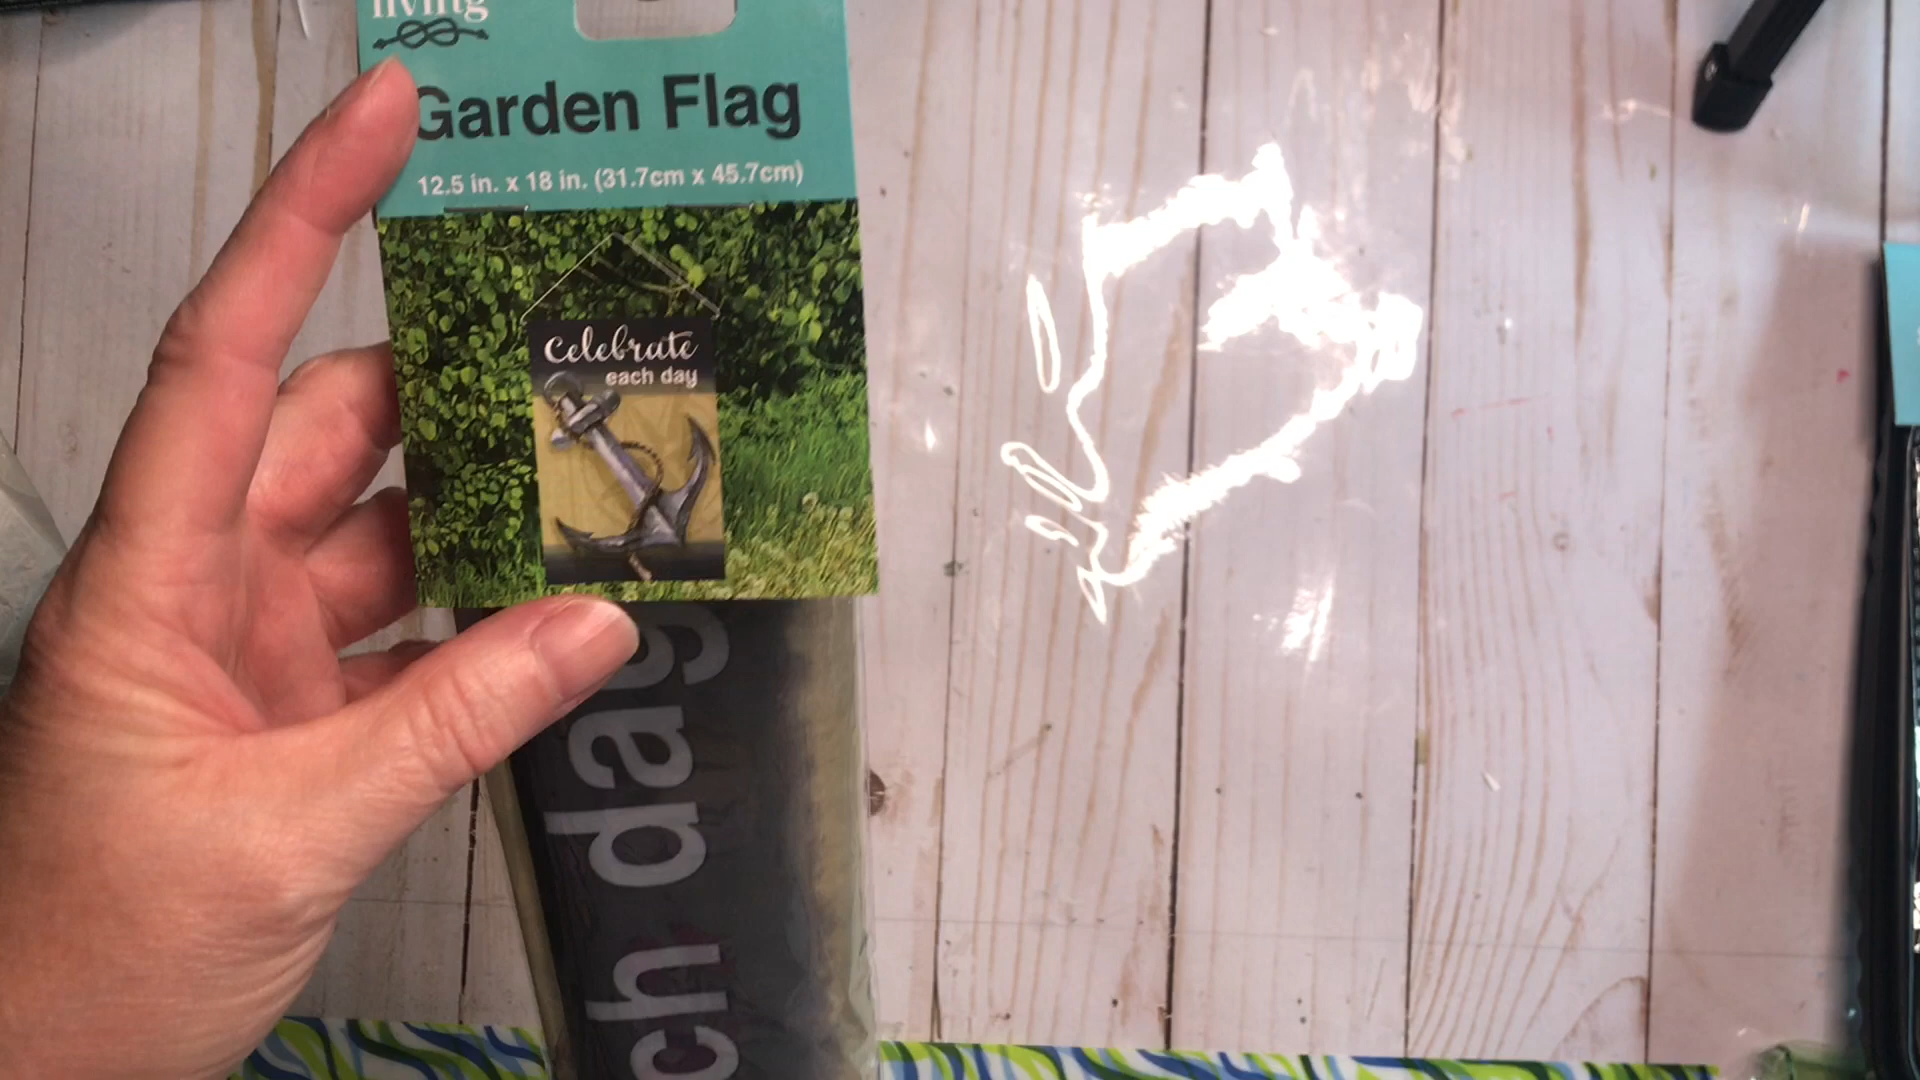 living
Garden Flag
12.5 in. x 18 in. (31.7cm x 45.7cm)
Celebrate
each day
ch day